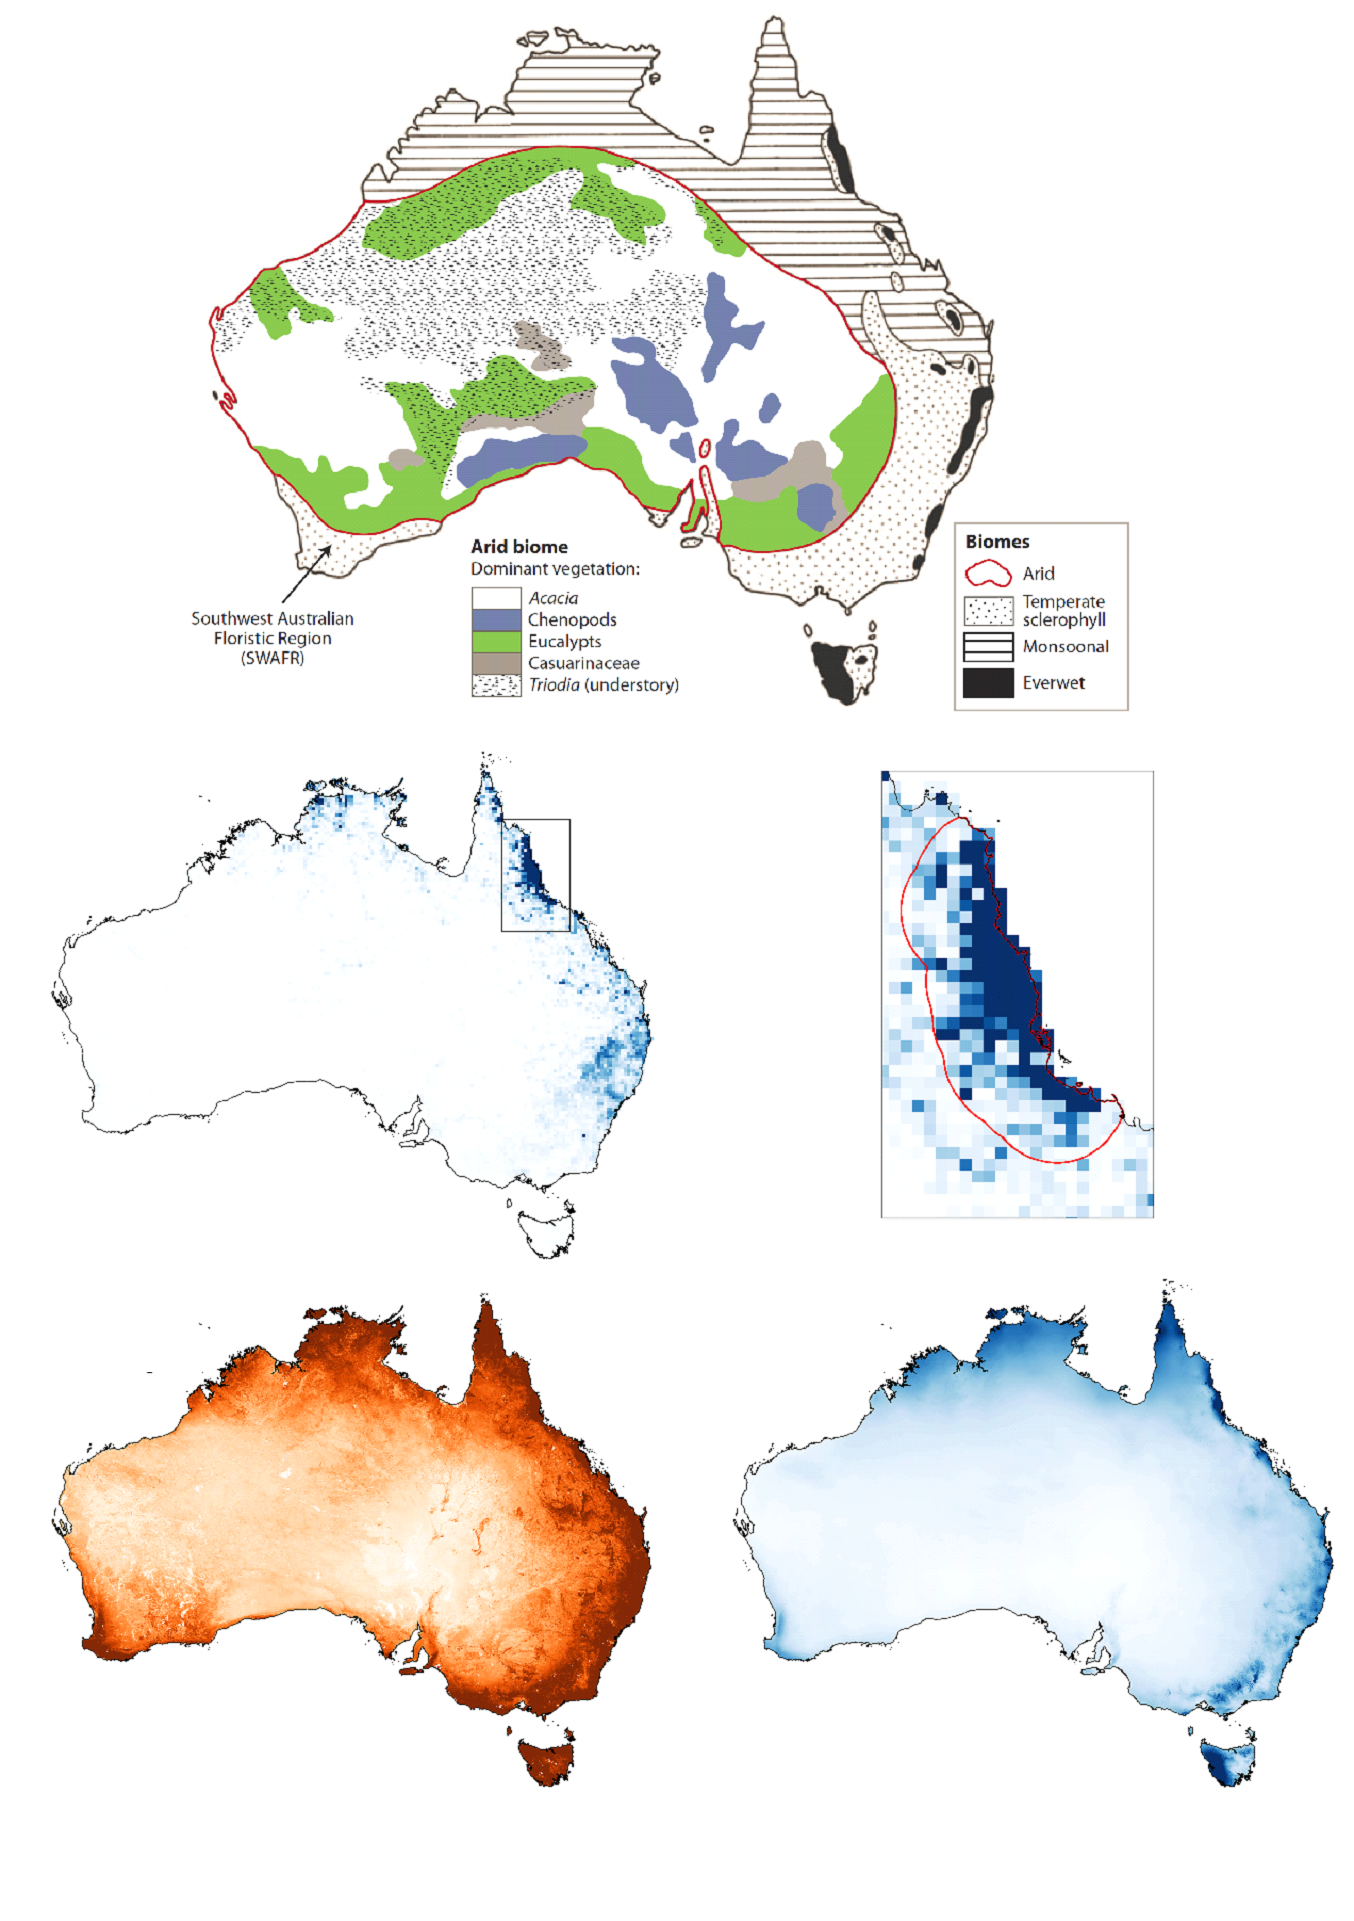 Southwest Australian
Floristic Region
(SWAFR)
Arid biome
Dominant vegetation:
Acacia
Chenopods
Eucalypts
Casuarinaceae
Triodia (understory)
Biomes
Arid
Temperate
sclerophyll
Monsoonal
Everwet